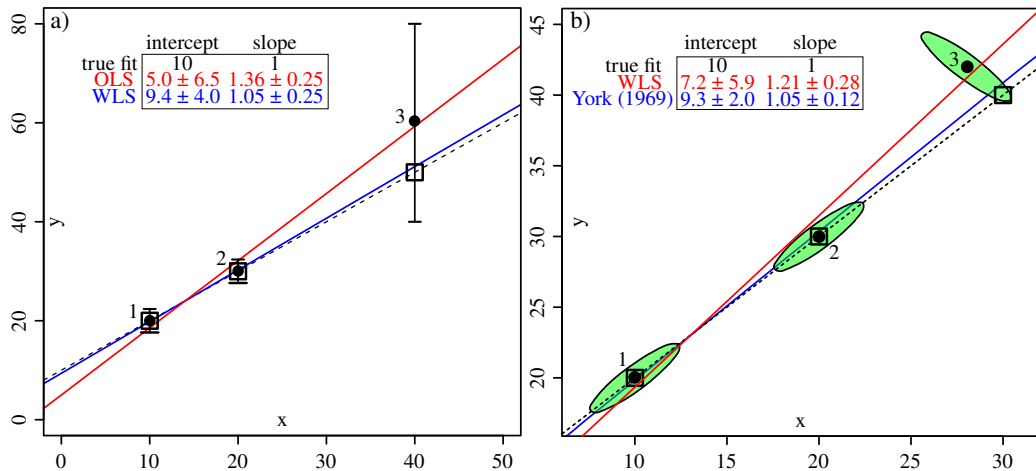 a)
intercept slope
true fit 10 1
OLS 5.0 ± 6.5 1.36 ± 0.25
WLS 9.4 ± 4.0 1.05 ± 0.25
3
2
1
y
80
60
40
20
0
0 10 20 30 40 50
x
b)
intercept slope
true fit 10 1
WLS 7.2 ± 5.9 1.21 ± 0.28
York (1969) 9.3 ± 2.0 1.05 ± 0.12
3
2
1
y
45
40
35
30
25
20
10 15 20 25 30
x